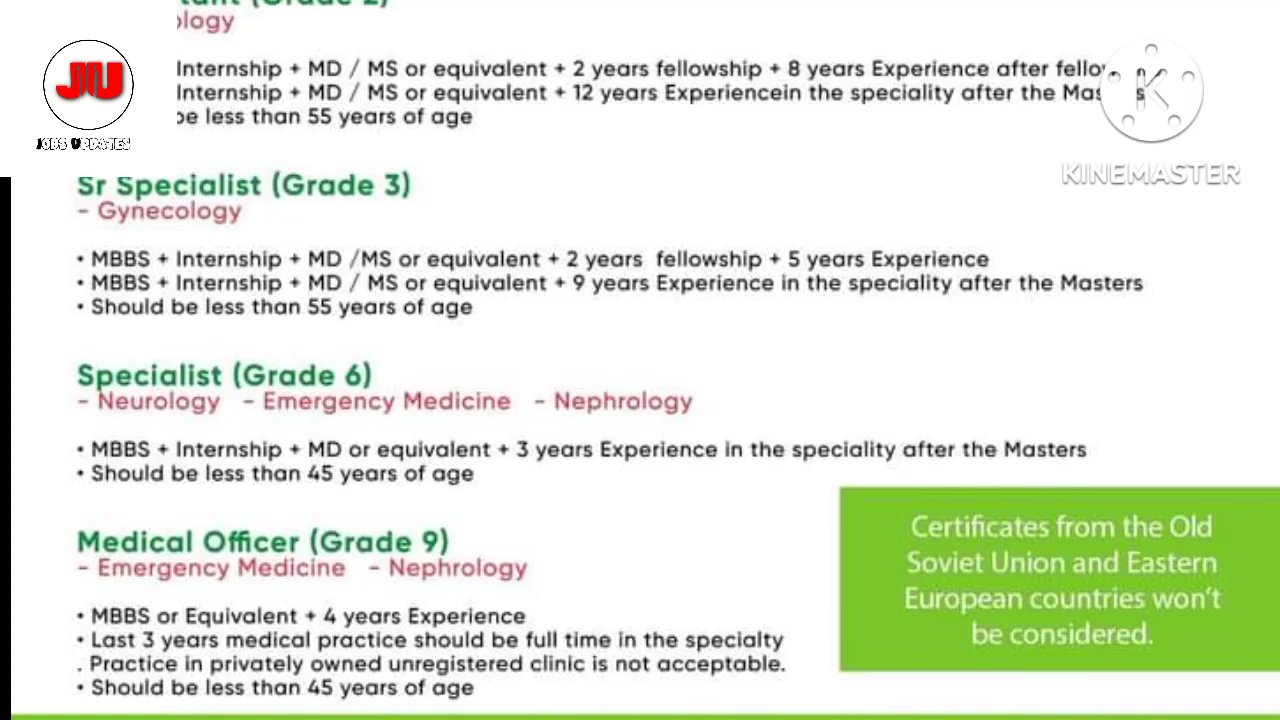 (Grade 2)
Internship + MD / MS or equivalent + 2 years fellowship + 8 years Experience after
Internship + MD / MS or equivalent + 12 years Experiencein the speciality after the
be less than 55 years of age
JU
JOBS UPDATES
K
KINEMASTER
Sr Specialist (Grade 3)
- Gynecology
• MBBS + Internship + MD /MS or equivalent + 2 years fellowship + 5 years Experience
• MBBS + Internship + MD / MS or equivalent + 9 years Experience in the speciality after the Masters
• Should be less than 55 years of age
Specialist (Grade 6)
- Neurology - Emergency Medicine - Nephrology
• MBBS + Internship + MD or equivalent + 3 years Experience in the speciality after the Masters
• Should be less than 45 years of age
Medical Officer (Grade 9)
- Emergency Medicine - Nephrology
• MBBS or Equivalent + 4 years Experience
• Last 3 years medical practice should be full time in the specialty
. Practice in privately owned unregistered clinic is not acceptable.
• Should be less than 45 years of age
Certificates from the Old
Soviet Union and Eastern
European countries won't
be considered.